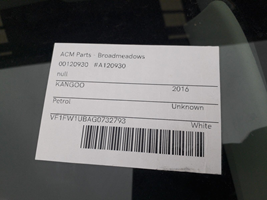 ACM Parts - Broadmeadows
00120930 #A120930
null
KANGOO 2016
Petrol Unknown
VF1FW1UBAG0732793 White